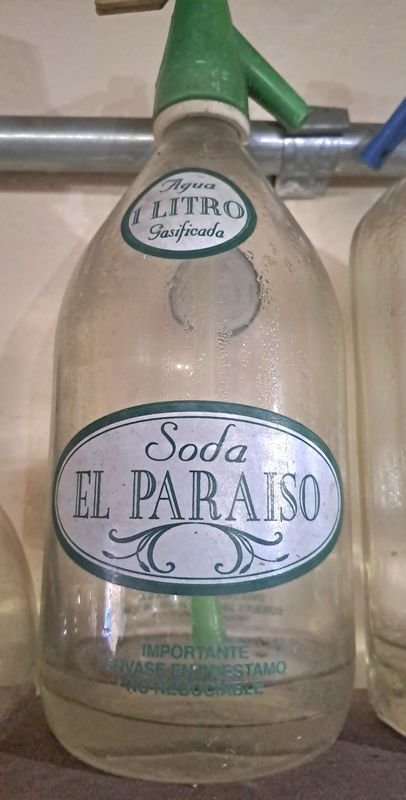 Agua
1 LITRO
Gasificada
Soda
EL PARAISO
IMPORTANTE
ENVASE EN PRESTAMO
NO NEGOCIABLE